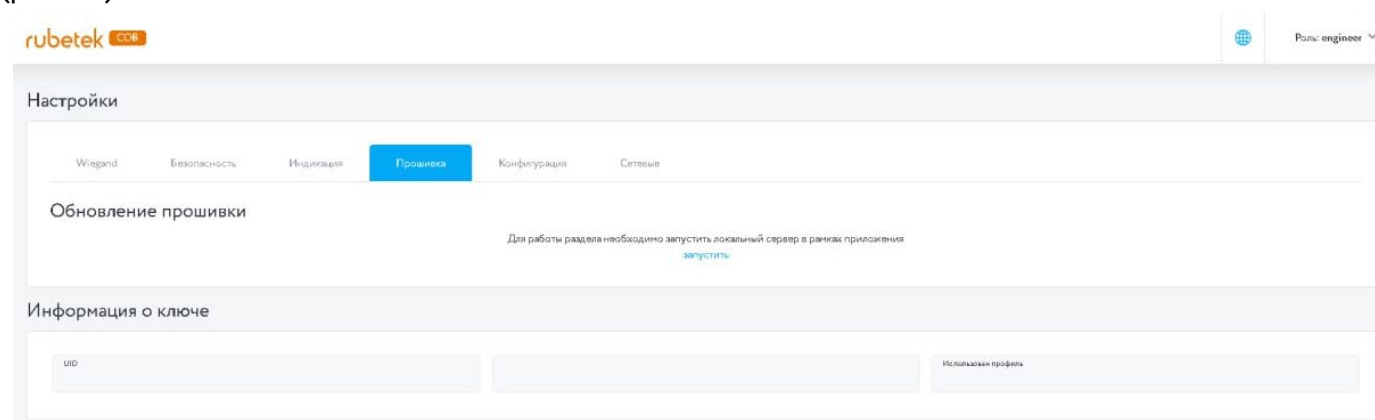 rubetek СОВ
Роль: engineer
Настройки
Wiegand Безопасность Индикация Прошивка Конфигурация Сетевые
Обновление прошивки
Для работы раздела необходимо запустить локальный сервер в рамках приложения
запустить
Информация о ключе
UID
Использован профиль